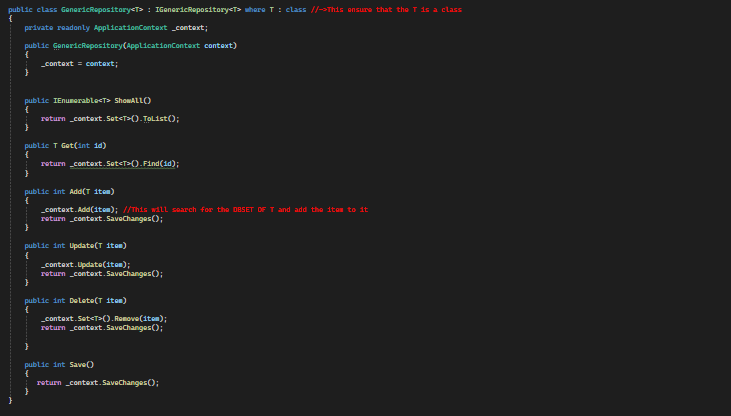 public class GenericRepository<T> : IGenericRepository<T> where T : class //->This ensure that the T is a class
{
private readonly ApplicationContext _context;
public GenericRepository(ApplicationContext context)
{
_context = context;
}
public IEnumerable<T> ShowAll()
{
return _context.Set<T>().ToList();
}
public T Get(int id)
{
return _context.Set<T>().Find(id);
}
public int Add(T item)
{
_context.Add(item); //This will search for the DBSET OF T and add the item to it
return _context.SaveChanges();
}
public int Update(T item)
{
_context.Update(item);
return _context.SaveChanges();
}
public int Delete(T item)
{
_context.Set<T>().Remove(item);
return _context.SaveChanges();
}
public int Save()
{
return _context.SaveChanges();
}
}